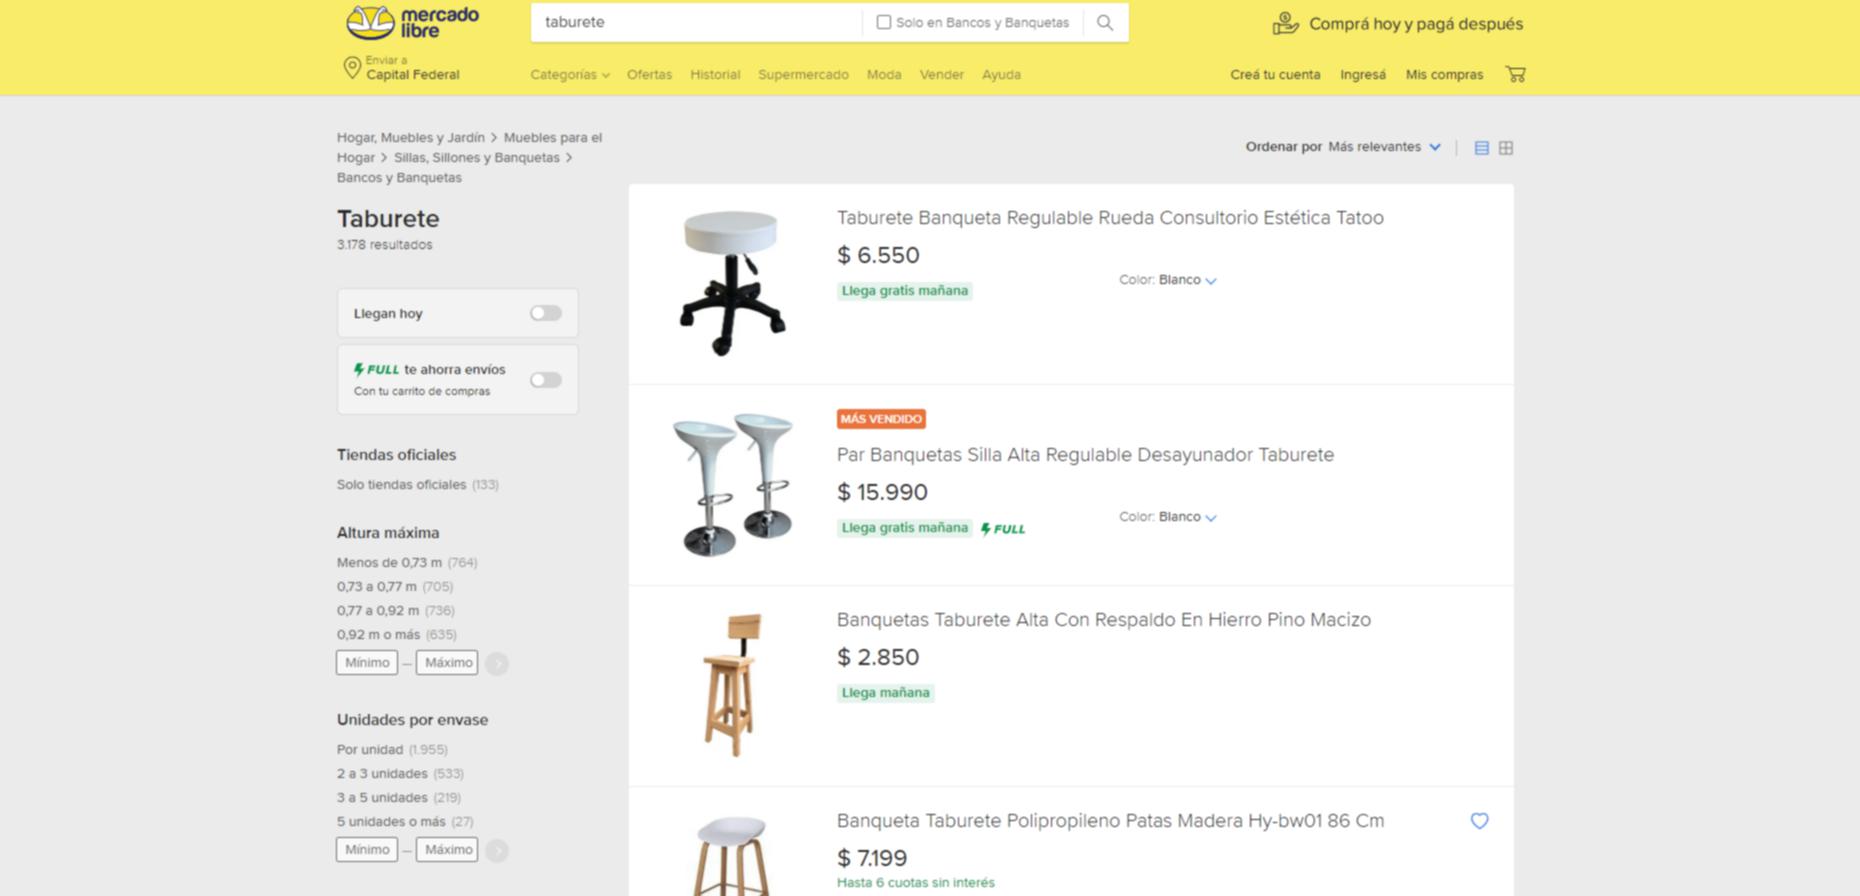 mercado
libre
taburete
Solo en Bancos y Banquetas
Comprá hoy y pagá después
Enviar a
Capital Federal
Categorías Ofertas Historial Supermercado Moda Vender Ayuda
Creá tu cuenta Ingresá Mis compras
Hogar, Muebles y Jardín > Muebles para el
Hogar > Sillas, Sillones y Banquetas >
Bancos y Banquetas
Taburete
3.178 resultados
Llegan hoy
FULL te ahorra envíos
Con tu carrito de compras
Tiendas oficiales
Solo tiendas oficiales (133)
Altura máxima
Menos de 0,73 m (764)
0,73 a 0,77 m (705)
0,77 a 0,92 m (736)
0,92 m o más (635)
Mínimo — Máximo
Unidades por envase
Por unidad (1.955)
2 a 3 unidades (533)
3 a 5 unidades (219)
5 unidades o más (27)
Mínimo — Máximo
Ordenar por Más relevantes
Taburete Banqueta Regulable Rueda Consultorio Estética Tatoo
$ 6.550
Llega gratis mañana
Color: Blanco
MÁS VENDIDO
Par Banquetas Silla Alta Regulable Desayunador Taburete
$ 15.990
Llega gratis mañana FULL
Color: Blanco
Banquetas Taburete Alta Con Respaldo En Hierro Pino Macizo
$ 2.850
Llega mañana
Banqueta Taburete Polipropileno Patas Madera Hy-bw01 86 Cm
$ 7.199
Hasta 6 cuotas sin interés